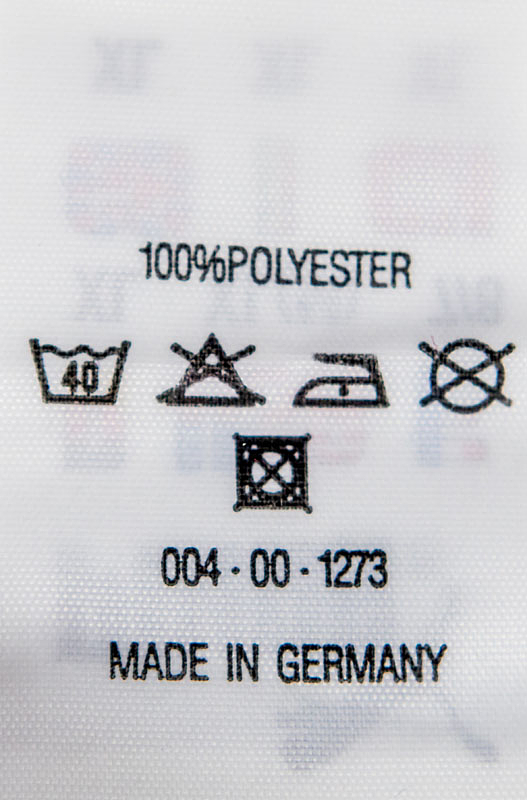 100%POLYESTER
40
004 · 00 · 1273
MADE IN GERMANY